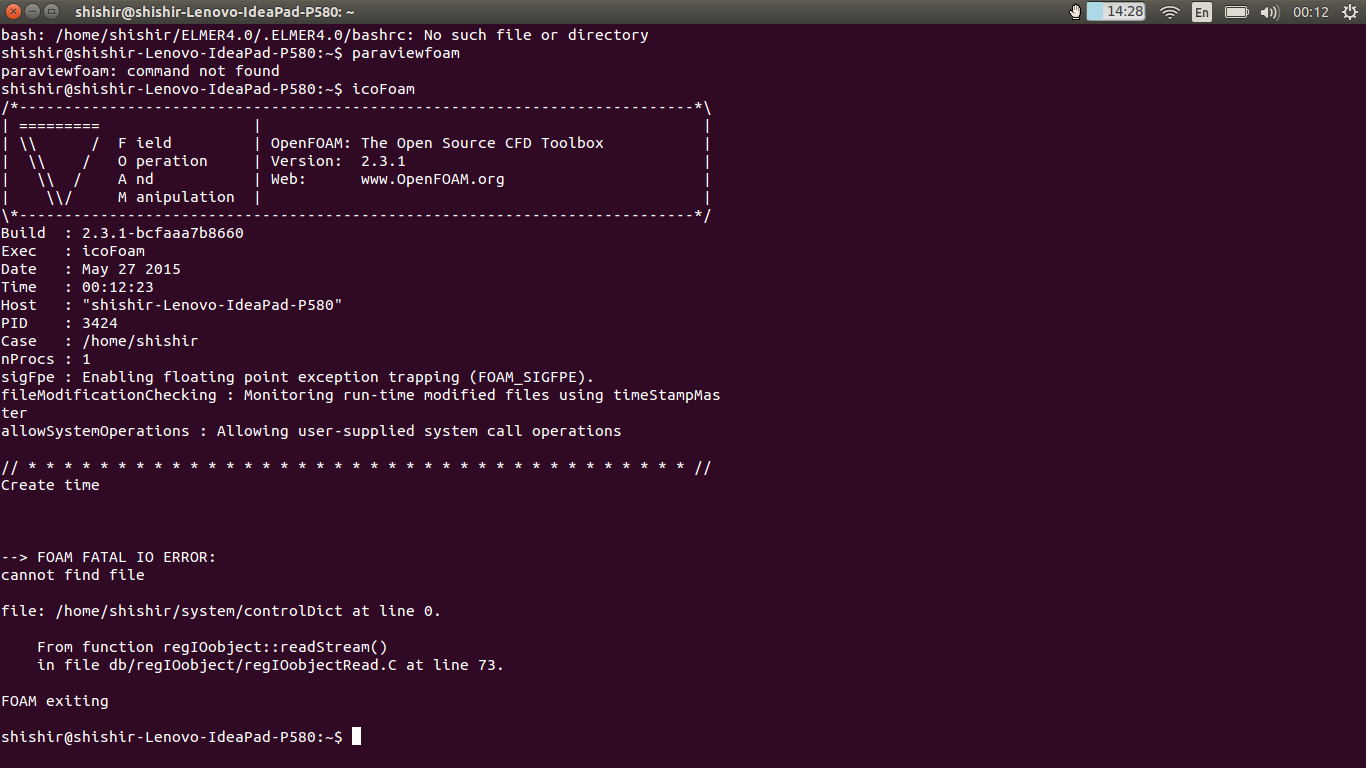 shishir@shishir-Lenovo-IdeaPad-P580: ~
14:28
En
00:12
bash: /home/shishir/ELMER4.0/.ELMER4.0/bashrc: No such file or directory
shishir@shishir-Lenovo-IdeaPad-P580:~$ paraviewfoam
paraviewfoam: command not found
shishir@shishir-Lenovo-IdeaPad-P580:~$ icoFoam
/*---------------------------------------------------------------------------*\
| =========                 |                                                 |
| \\      /  F ield         | OpenFOAM: The Open Source CFD Toolbox           |
|  \\    /   O peration     | Version:  2.3.1                                 |
|   \\  /    A nd           | Web:      www.OpenFOAM.org                      |
|    \\/     M anipulation  |                                                 |
\*---------------------------------------------------------------------------*/
Build  : 2.3.1-bcfaaa7b8660
Exec   : icoFoam
Date   : May 27 2015
Time   : 00:12:23
Host   : "shishir-Lenovo-IdeaPad-P580"
PID    : 3424
Case   : /home/shishir
nProcs : 1
sigFpe : Enabling floating point exception trapping (FOAM_SIGFPE).
fileModificationChecking : Monitoring run-time modified files using timeStampMas
ter
allowSystemOperations : Allowing user-supplied system call operations
// * * * * * * * * * * * * * * * * * * * * * * * * * * * * * * * * * * * * * //
Create time
--> FOAM FATAL IO ERROR:
cannot find file
file: /home/shishir/system/controlDict at line 0.
    From function regIOobject::readStream()
    in file db/regIOobject/regIOobjectRead.C at line 73.
FOAM exiting
shishir@shishir-Lenovo-IdeaPad-P580:~$